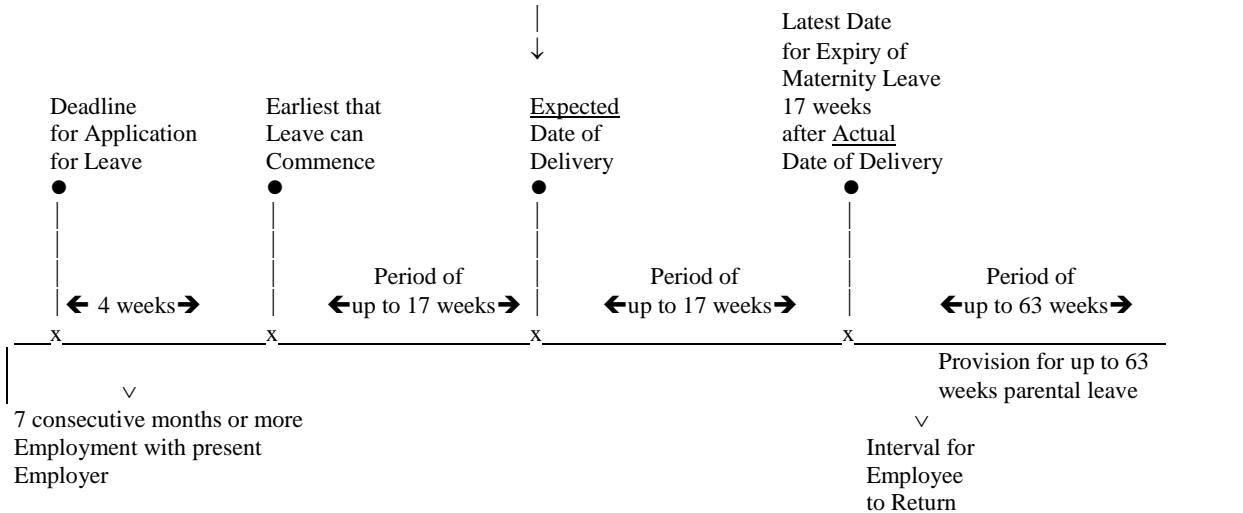 Latest Date
for Expiry of
Maternity Leave
17 weeks
after Actual
Date of Delivery
Deadline
for Application
for Leave
Earliest that
Leave can
Commence
Expected
Date of
Delivery
4 weeks
Period of
up to 17 weeks
Period of
up to 17 weeks
Period of
up to 63 weeks
x x x x
Provision for up to 63
weeks parental leave
7 consecutive months or more
Employment with present
Employer
Interval for
Employee
to Return